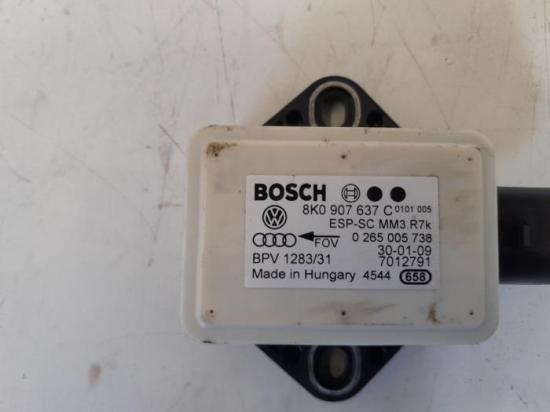 BOSCH
8K0 907 637 C 0101 005
ESP-SC MM3.R7k
FOV 0 265 005 738
30-01-09
BPV 1283/31 7012791
Made in Hungary 4544 658